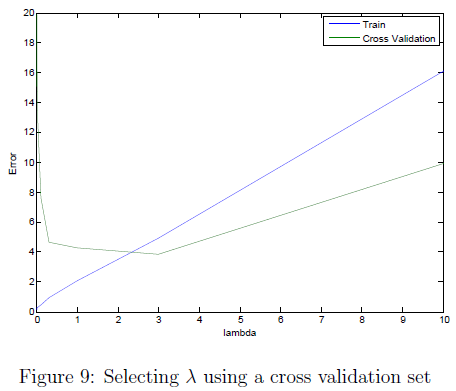 20
18
16
14
12
10
8
6
4
2
0
Error
Train
Cross Validation
0 1 2 3 4 5 6 7 8 9 10
lambda
Figure 9: Selecting λ using a cross validation set